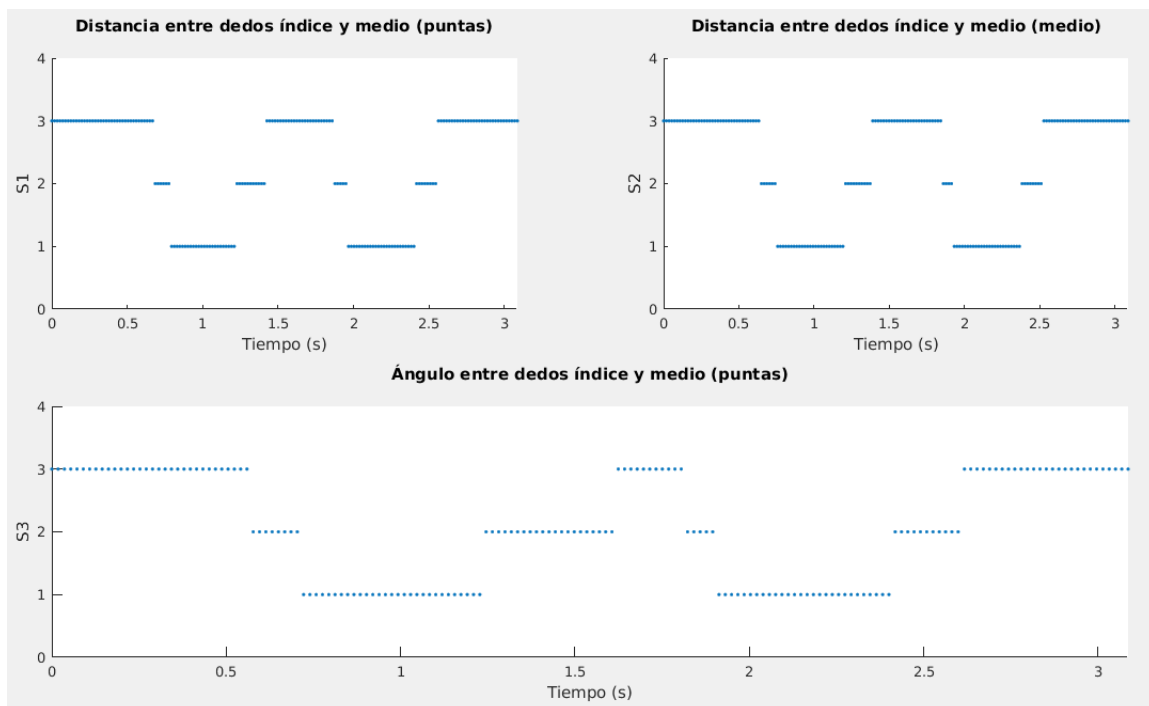 Distancia entre dedos índice y medio (puntas)
4
3
2
1
0
S1
0 0.5 1 1.5 2 2.5 3
Tiempo (s)
Distancia entre dedos índice y medio (medio)
4
3
2
1
0
S2
0 0.5 1 1.5 2 2.5 3
Tiempo (s)
Ángulo entre dedos índice y medio (puntas)
4
3
2
1
0
S3
0 0.5 1 1.5 2 2.5 3
Tiempo (s)